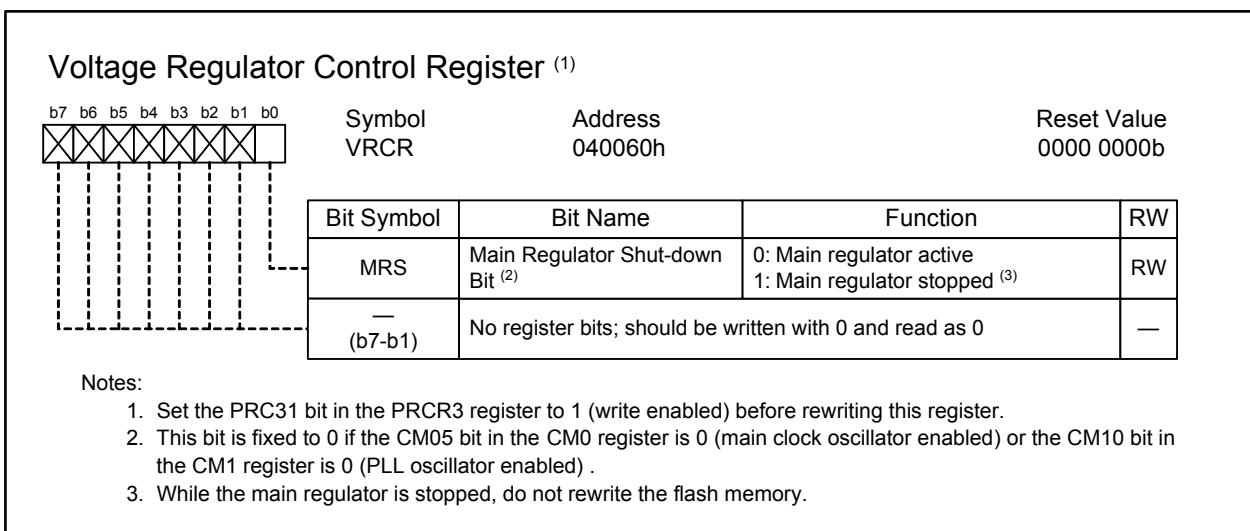 Voltage Regulator Control Register (1)
b7 b6 b5 b4 b3 b2 b1 b0
Symbol Address Reset Value
VRCR 040060h 0000 0000b
Bit Symbol Bit Name Function RW
MRS Main Regulator Shut-down Bit (2) 0: Main regulator active 1: Main regulator stopped (3) RW
— (b7-b1) No register bits; should be written with 0 and read as 0 —
Notes:
1. Set the PRC31 bit in the PRCR3 register to 1 (write enabled) before rewriting this register.
2. This bit is fixed to 0 if the CM05 bit in the CM0 register is 0 (main clock oscillator enabled) or the CM10 bit in
the CM1 register is 0 (PLL oscillator enabled) .
3. While the main regulator is stopped, do not rewrite the flash memory.